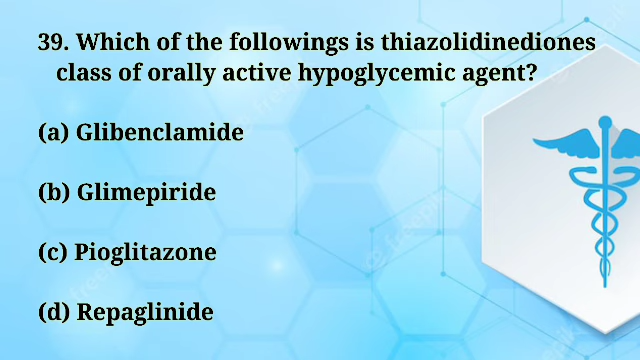 39. Which of the followings is thiazolidinediones
class of orally active hypoglycemic agent?
(a) Glibenclamide
(b) Glimepiride
(c) Pioglitazone
(d) Repaglinide